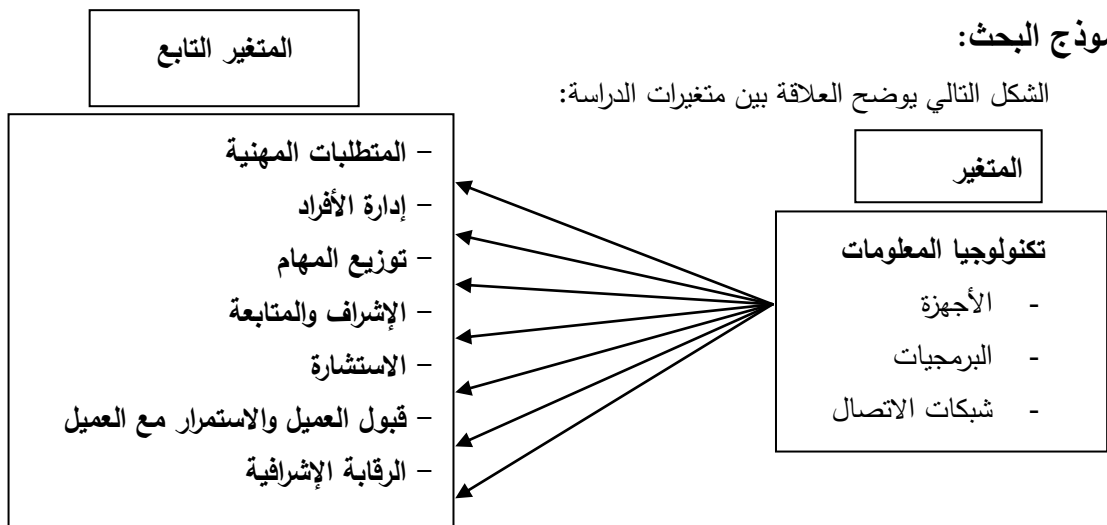 موذج البحث:
الشكل التالي يوضح العلاقة بين متغيرات الدراسة:
المتغير
تكنولوجيا المعلومات
- الأجهزة
- البرمجيات
- شبكات الاتصال
المتغير التابع
- المتطلبات المهنية
- إدارة الأفراد
- توزيع المهام
- الإشراف والمتابعة
- الاستشارة
- قبول العميل والاستمرار مع العميل
- الرقابة الإشرافية